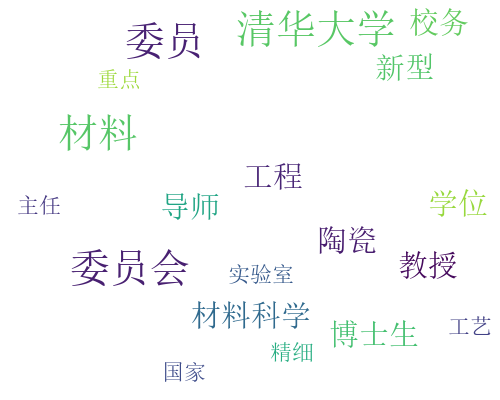 清华大学
校务
委员
新型
重点
材料
工程
学位
主任
导师
陶瓷
教授
委员会
实验室
材料科学
博士生
工艺
精细
国家